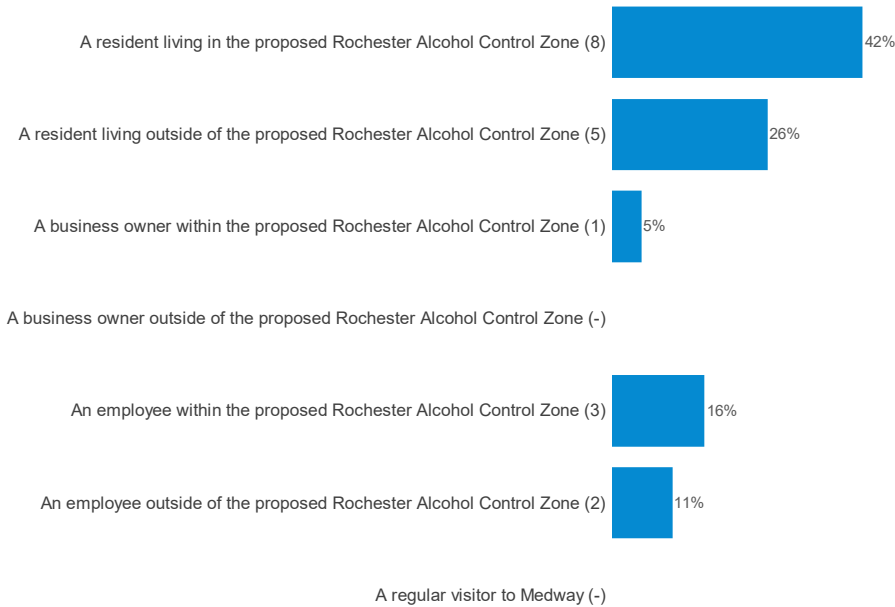 A resident living in the proposed Rochester Alcohol Control Zone (8) 42%
A resident living outside of the proposed Rochester Alcohol Control Zone (5) 26%
A business owner within the proposed Rochester Alcohol Control Zone (1) 5%
A business owner outside of the proposed Rochester Alcohol Control Zone (-)
An employee within the proposed Rochester Alcohol Control Zone (3) 16%
An employee outside of the proposed Rochester Alcohol Control Zone (2) 11%
A regular visitor to Medway (-)